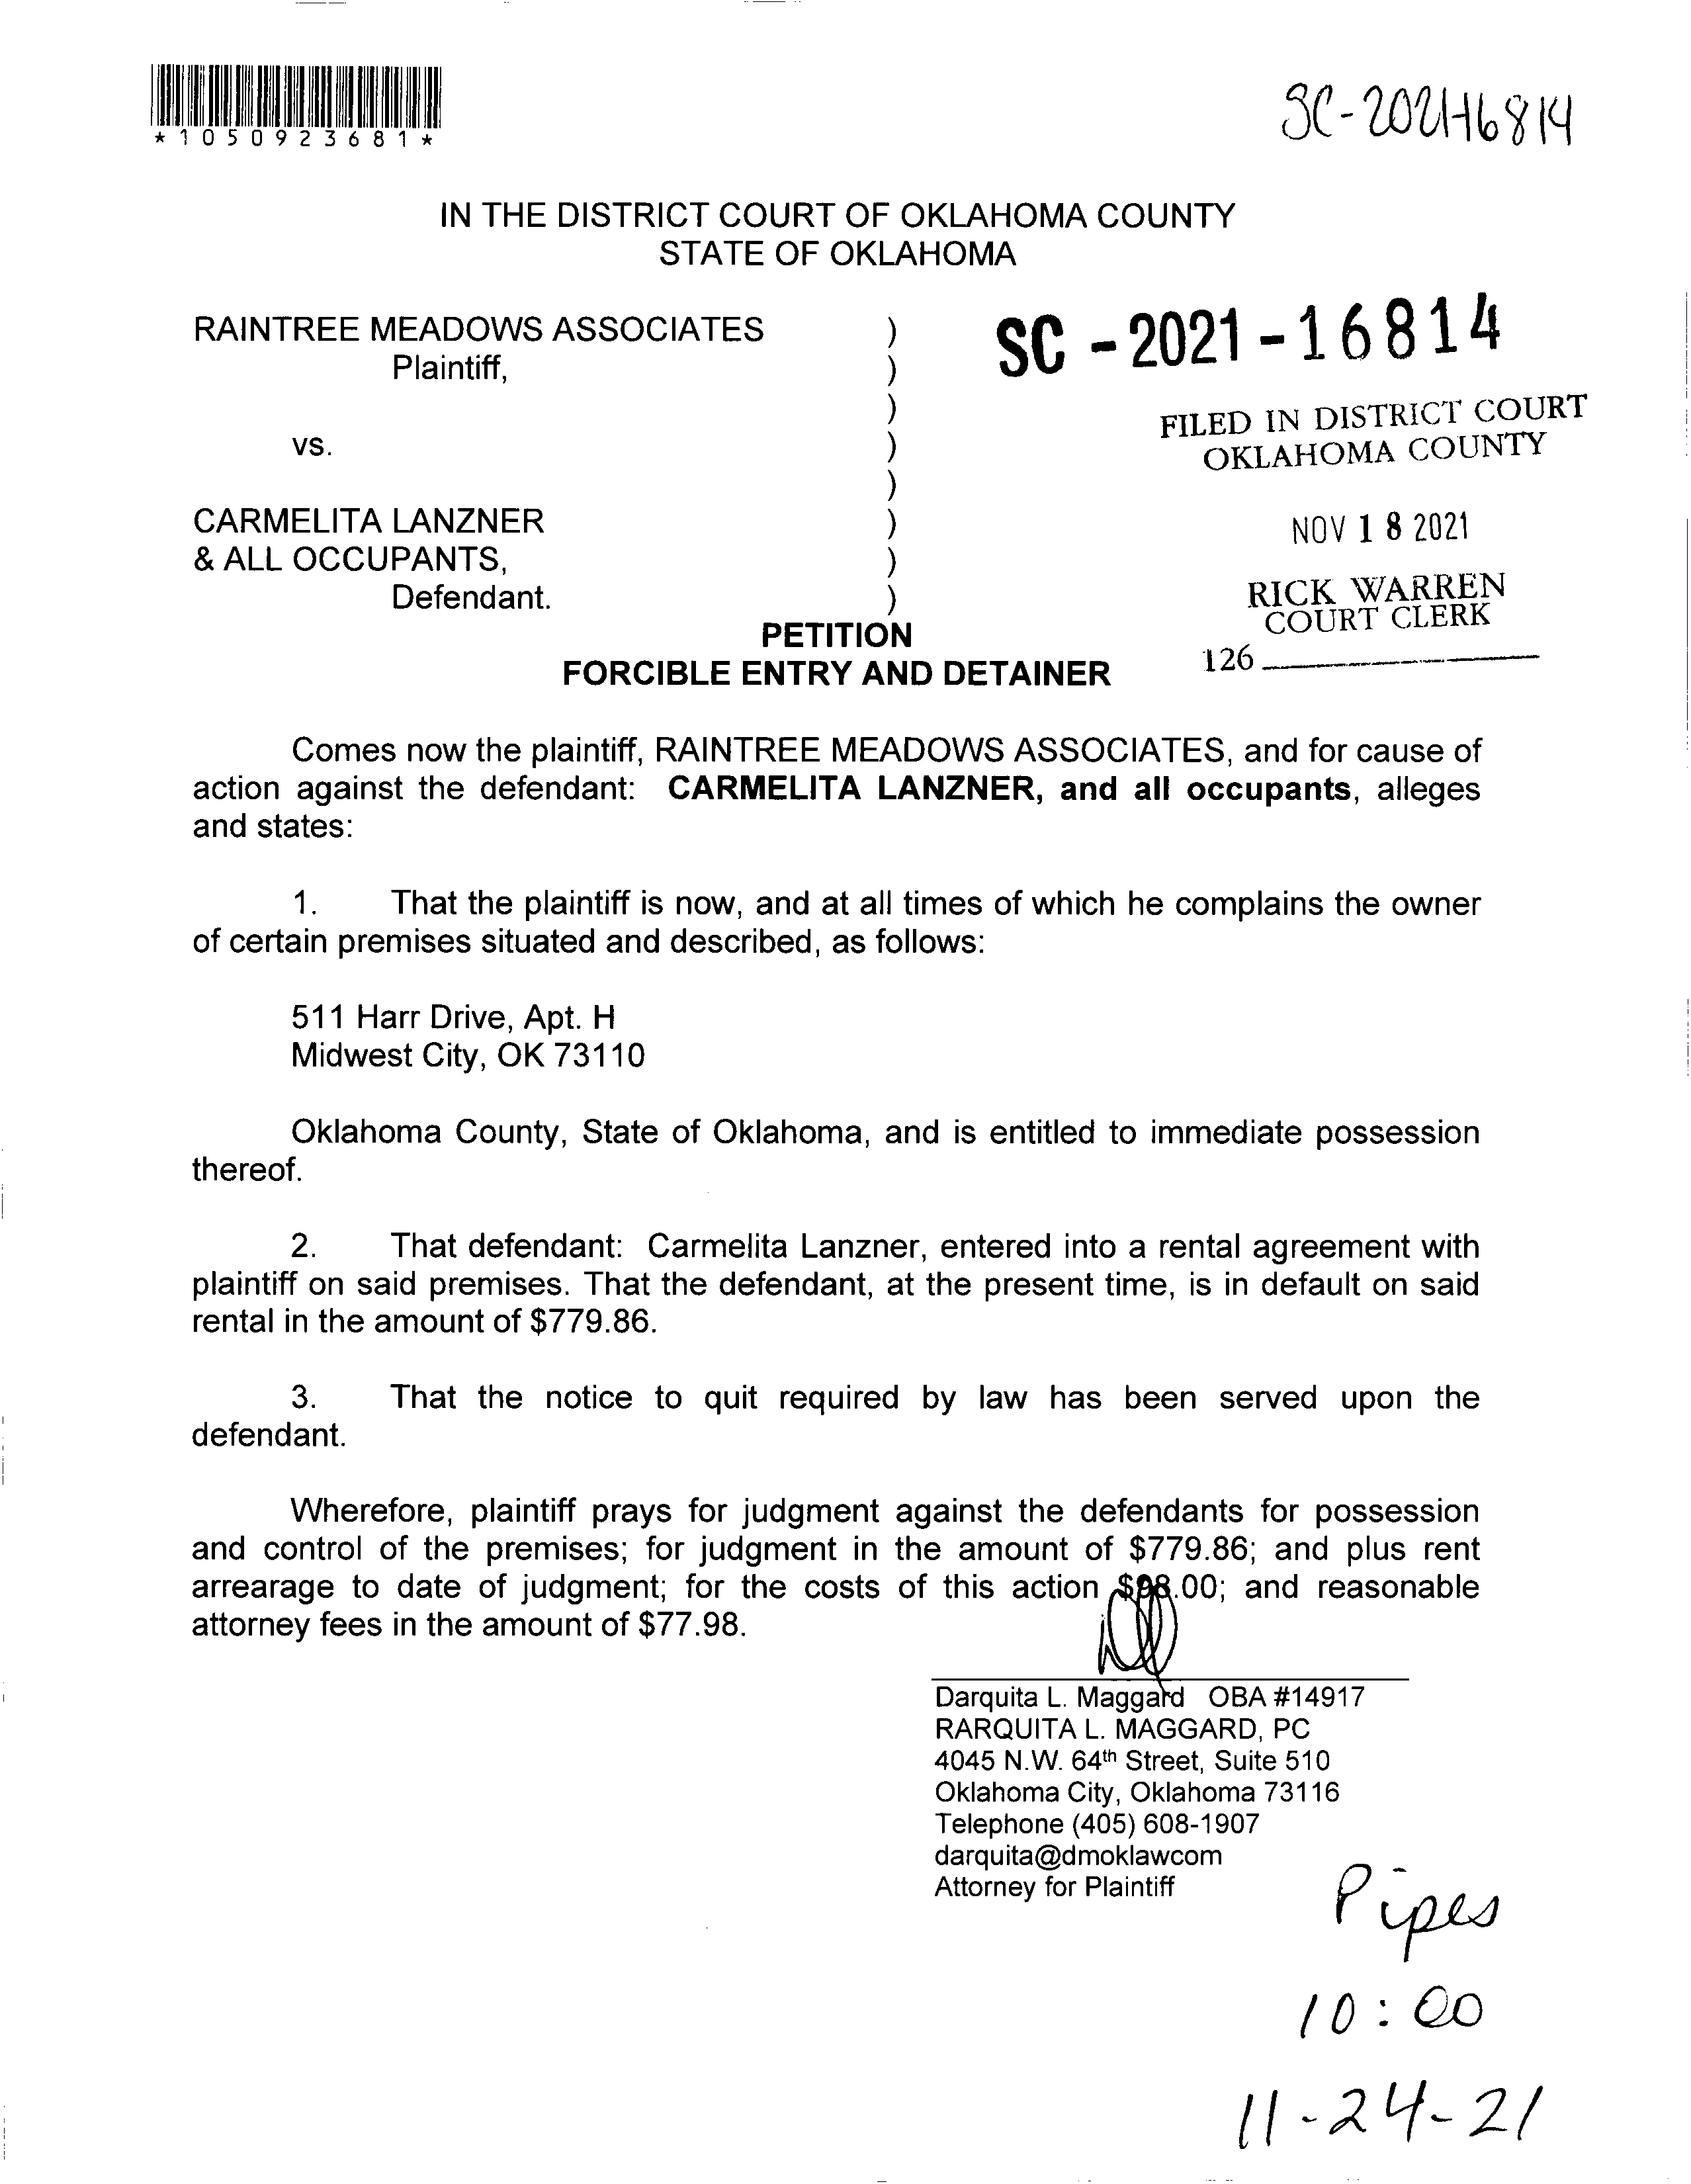 *1050923681*
SC-2021-16814
IN THE DISTRICT COURT OF OKLAHOMA COUNTY
STATE OF OKLAHOMA
RAINTREE MEADOWS ASSOCIATES )
Plaintiff, )
)
vs. )
)
CARMELITA LANZNER )
& ALL OCCUPANTS, )
Defendant. )
SC-2021-16814
FILED IN DISTRICT COURT
OKLAHOMA COUNTY
NOV 18 2021
RICK WARREN
COURT CLERK
126
PETITION
FORCIBLE ENTRY AND DETAINER
Comes now the plaintiff, RAINTREE MEADOWS ASSOCIATES, and for cause of
action against the defendant: CARMELITA LANZNER, and all occupants, alleges
and states:
1. That the plaintiff is now, and at all times of which he complains the owner
of certain premises situated and described, as follows:
511 Harr Drive, Apt. H
Midwest City, OK 73110
Oklahoma County, State of Oklahoma, and is entitled to immediate possession
thereof.
2. That defendant: Carmelita Lanzner, entered into a rental agreement with
plaintiff on said premises. That the defendant, at the present time, is in default on said
rental in the amount of $779.86.
3. That the notice to quit required by law has been served upon the
defendant.
Wherefore, plaintiff prays for judgment against the defendants for possession
and control of the premises; for judgment in the amount of $779.86; and plus rent
arrearage to date of judgment; for the costs of this action $98.00; and reasonable
attorney fees in the amount of $77.98.
Darquita L. Maggard OBA #14917
RARQUITA L. MAGGARD, PC
4045 N.W. 64th Street, Suite 510
Oklahoma City, Oklahoma 73116
Telephone (405) 608-1907
darquita@dmoklawcom
Attorney for Plaintiff
Pipes
10:00
11-24-21